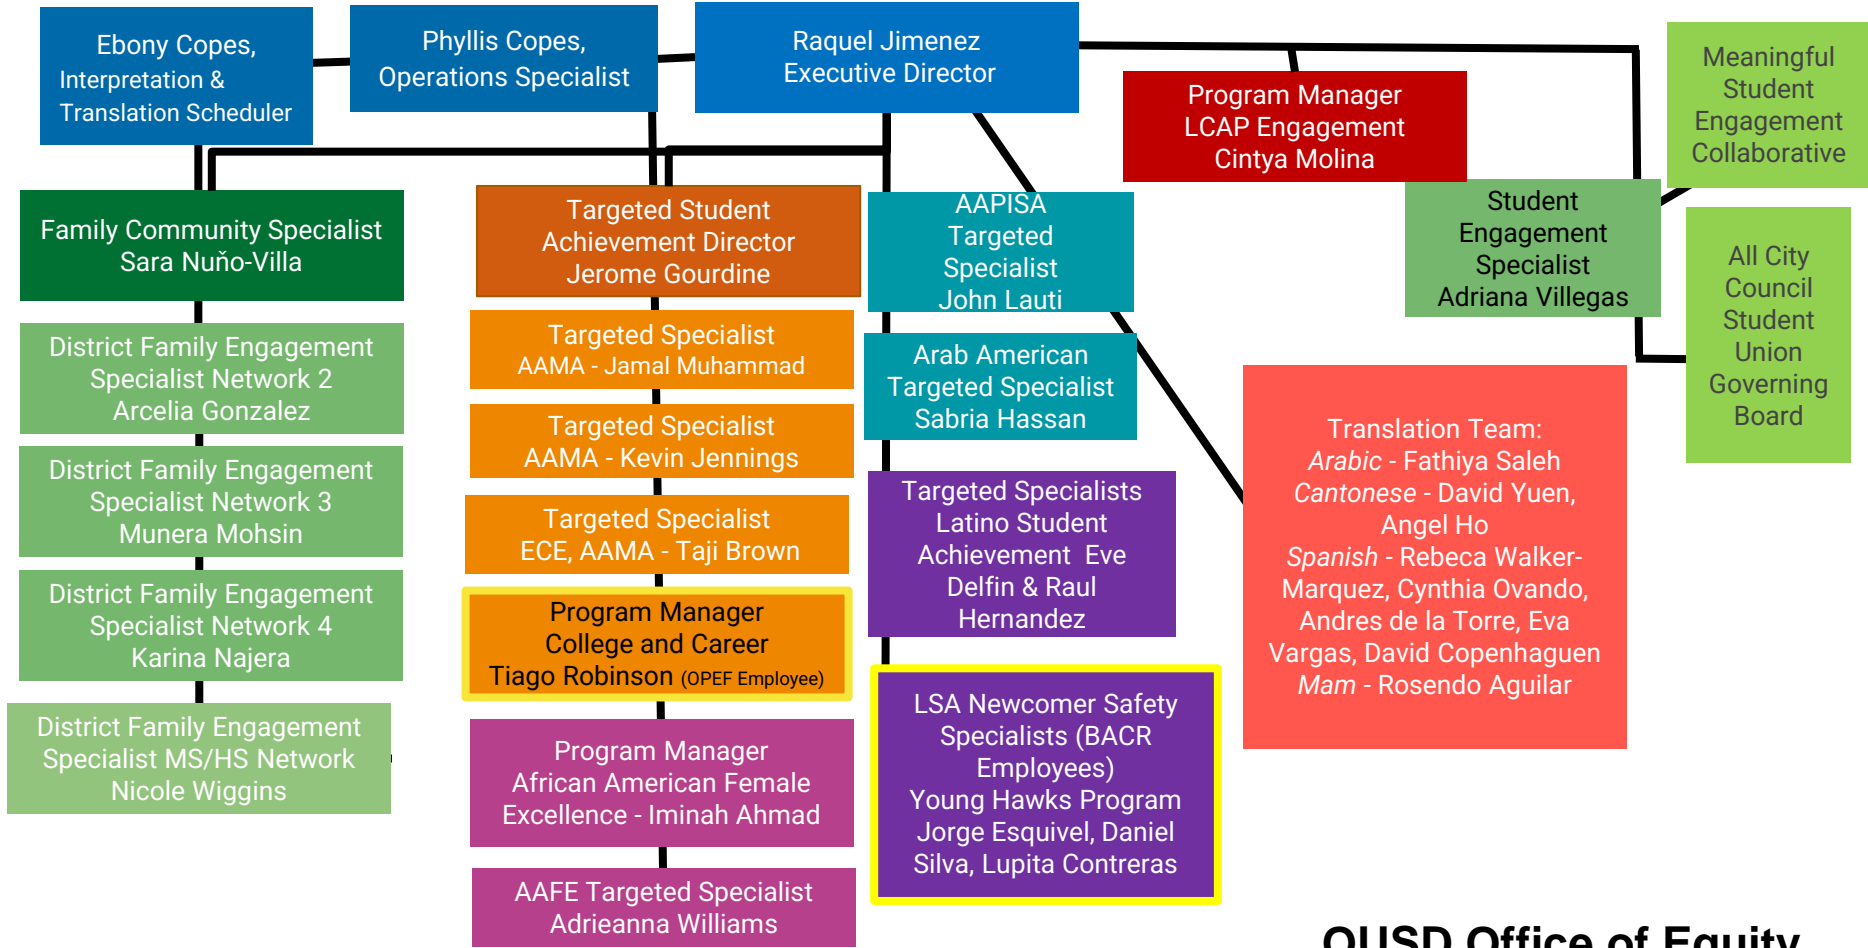 Ebony Copes,
Interpretation &
Translation Scheduler
Phyllis Copes,
Operations Specialist
Raquel Jimenez
Executive Director
Program Manager
LCAP Engagement
Cintya Molina
Meaningful
Student
Engagement
Collaborative
Family Community Specialist
Sara Nuňo-Villa
Targeted Student
Achievement Director
Jerome Gourdine
AAPISA
Targeted
Specialist
John Lauti
Student
Engagement
Specialist
Adriana Villegas
All City
Council
Student
Union
Governing
Board
District Family Engagement
Specialist Network 2
Arcelia Gonzalez
Targeted Specialist
AAMA - Jamal Muhammad
Arab American
Targeted Specialist
Sabria Hassan
District Family Engagement
Specialist Network 3
Munera Mohsin
Targeted Specialist
AAMA - Kevin Jennings
Targeted Specialists
Latino Student
Achievement Eve
Delfin & Raul
Hernandez
Translation Team:
Arabic - Fathiya Saleh
Cantonese - David Yuen,
Angel Ho
Spanish - Rebeca Walker-
Marquez, Cynthia Ovando,
Andres de la Torre, Eva
Vargas, David Copenhaguen
Mam - Rosendo Aguilar
Targeted Specialist
ECE, AAMA - Taji Brown
District Family Engagement
Specialist Network 4
Karina Najera
Program Manager
College and Career
Tiago Robinson (OPEF Employee)
LSA Newcomer Safety
Specialists (BACR
Employees)
Young Hawks Program
Jorge Esquivel, Daniel
Silva, Lupita Contreras
District Family Engagement
Specialist MS/HS Network
Nicole Wiggins
Program Manager
African American Female
Excellence - Iminah Ahmad
AAFE Targeted Specialist
Adrieanna Williams
OUSD Office of Equity